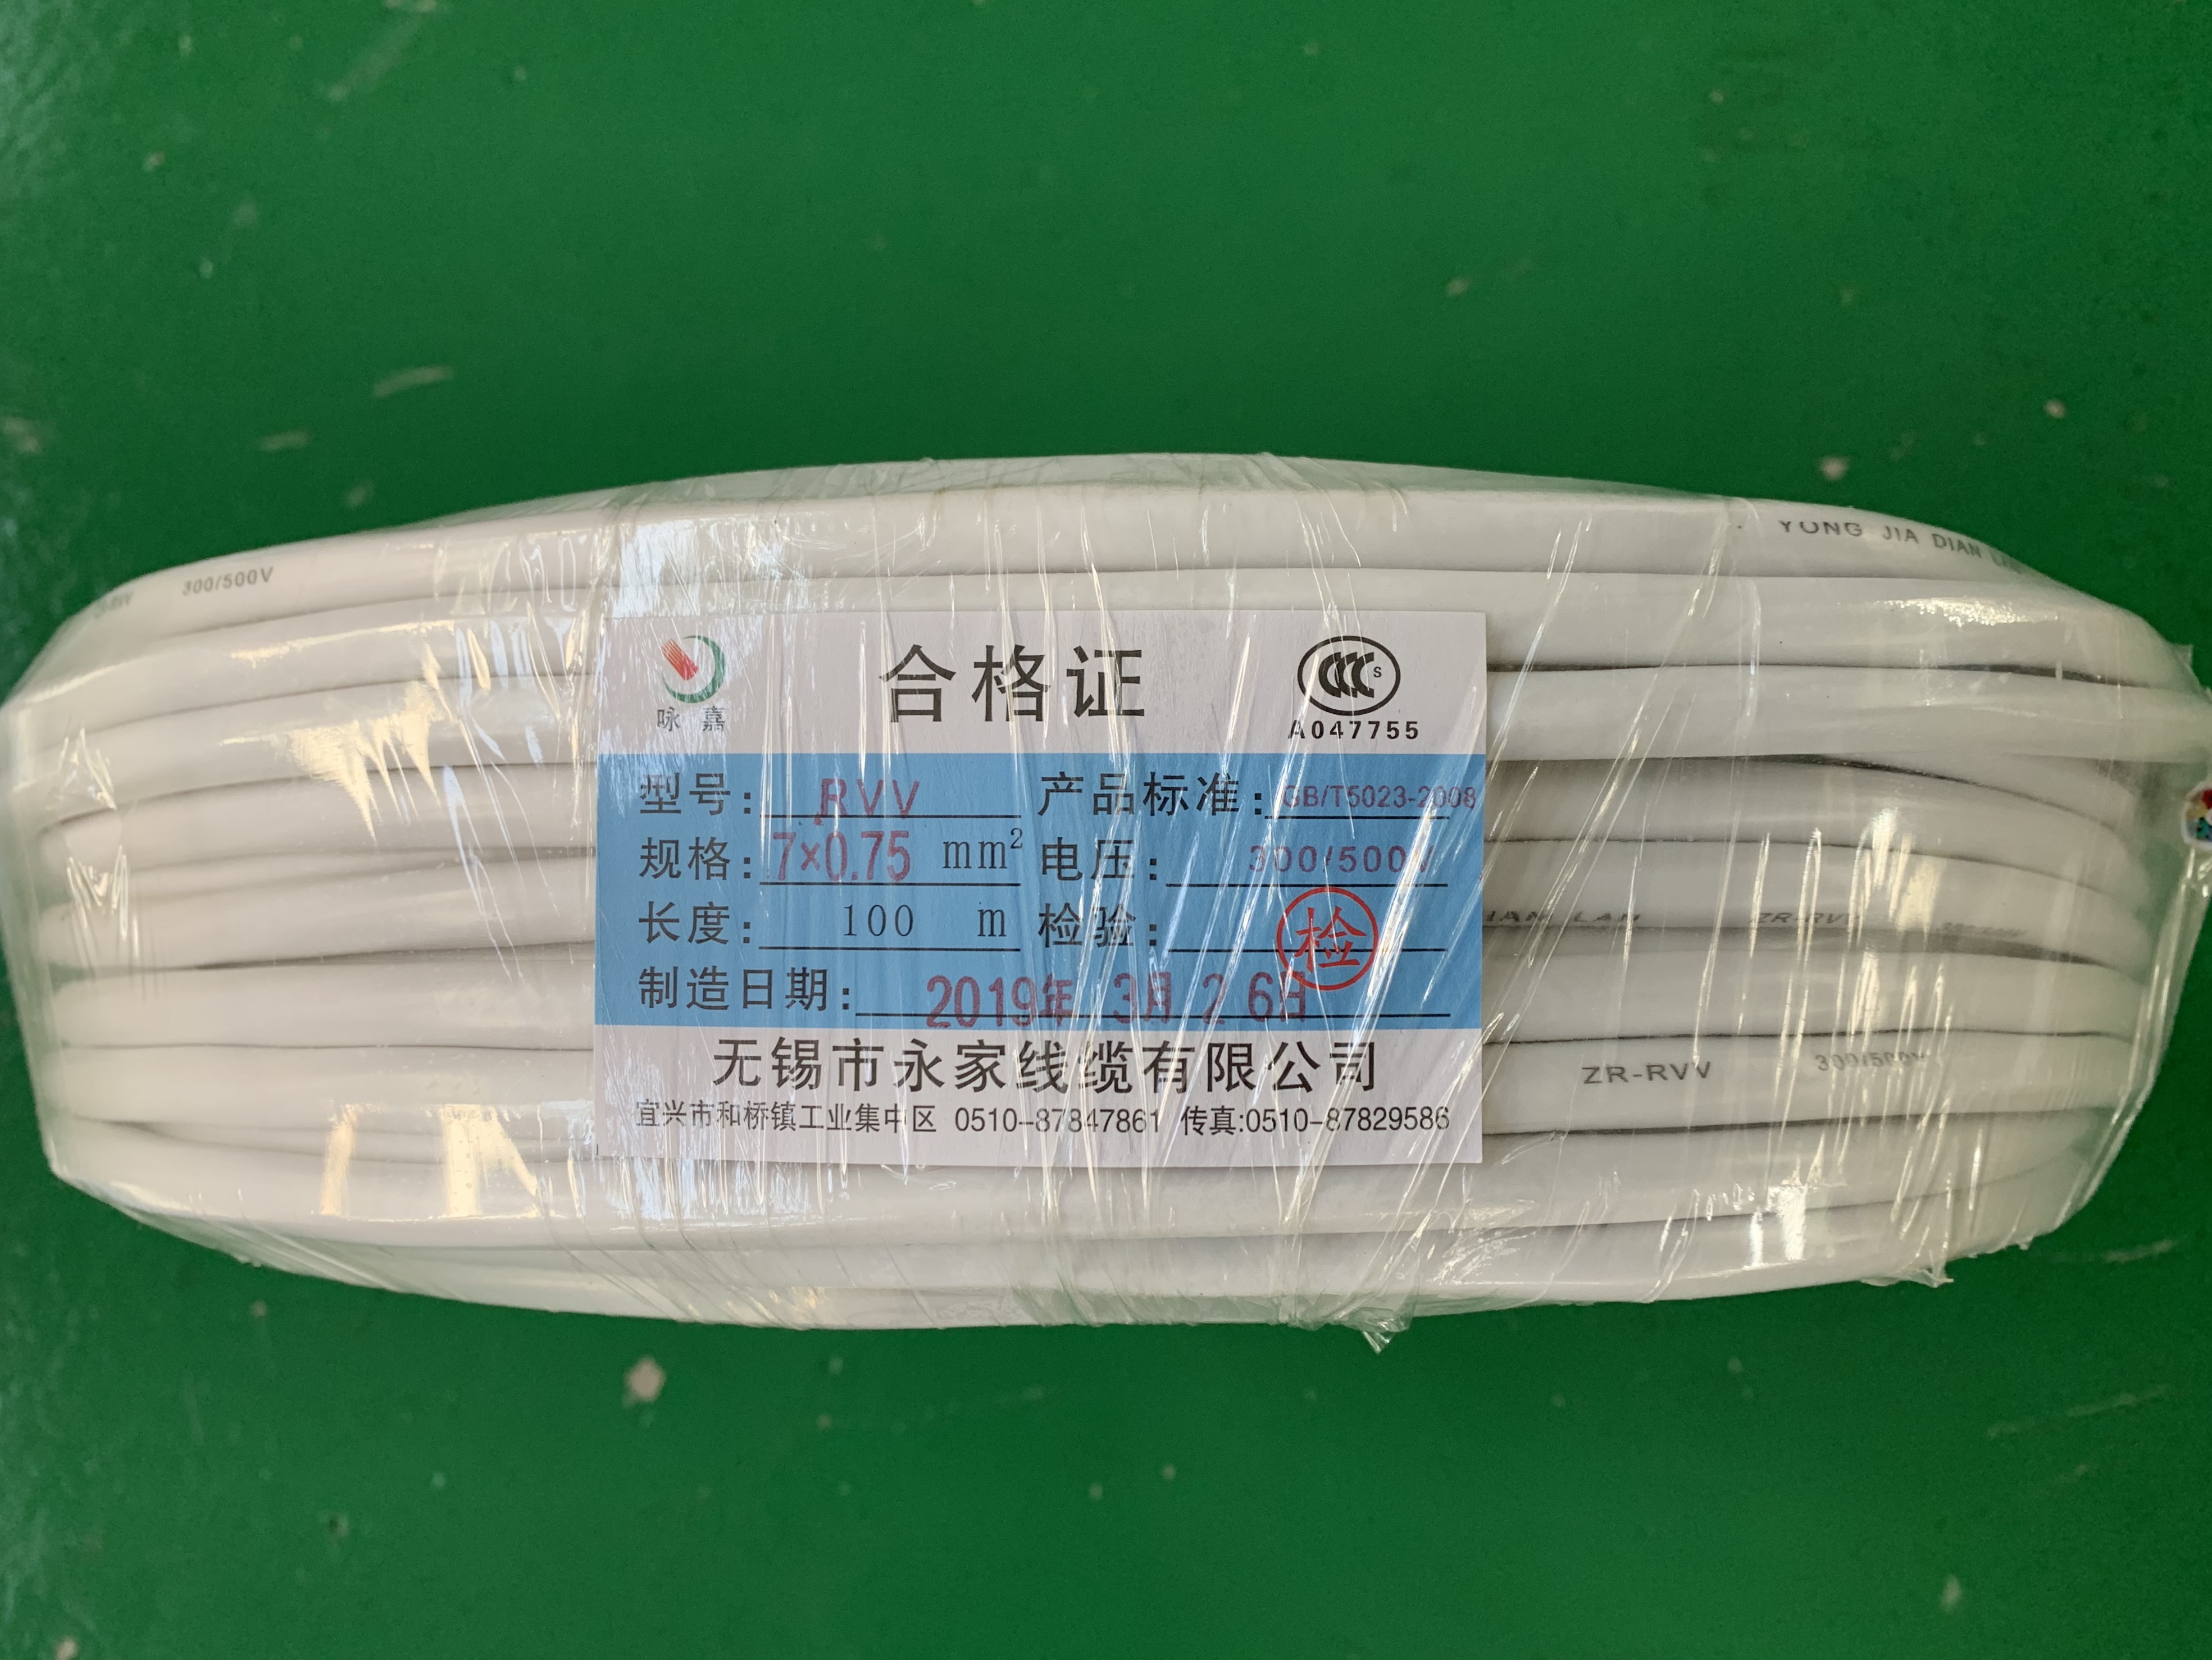 300/500V
YONG JIA DIAN
合格证
CCC S
咏嘉
A047755
型号: RVV 产品标准: GB/T5023-2008
规格: 7×0.75 mm² 电压: 300/500V
长度: 100 m 检验: 检
制造日期: 2019年 3月 2 6日
无锡市永家线缆有限公司
宜兴市和桥镇工业集中区 0510-87847861 传真:0510-87829586
LAN ZR-RVV
ZR-RVV 300/500V